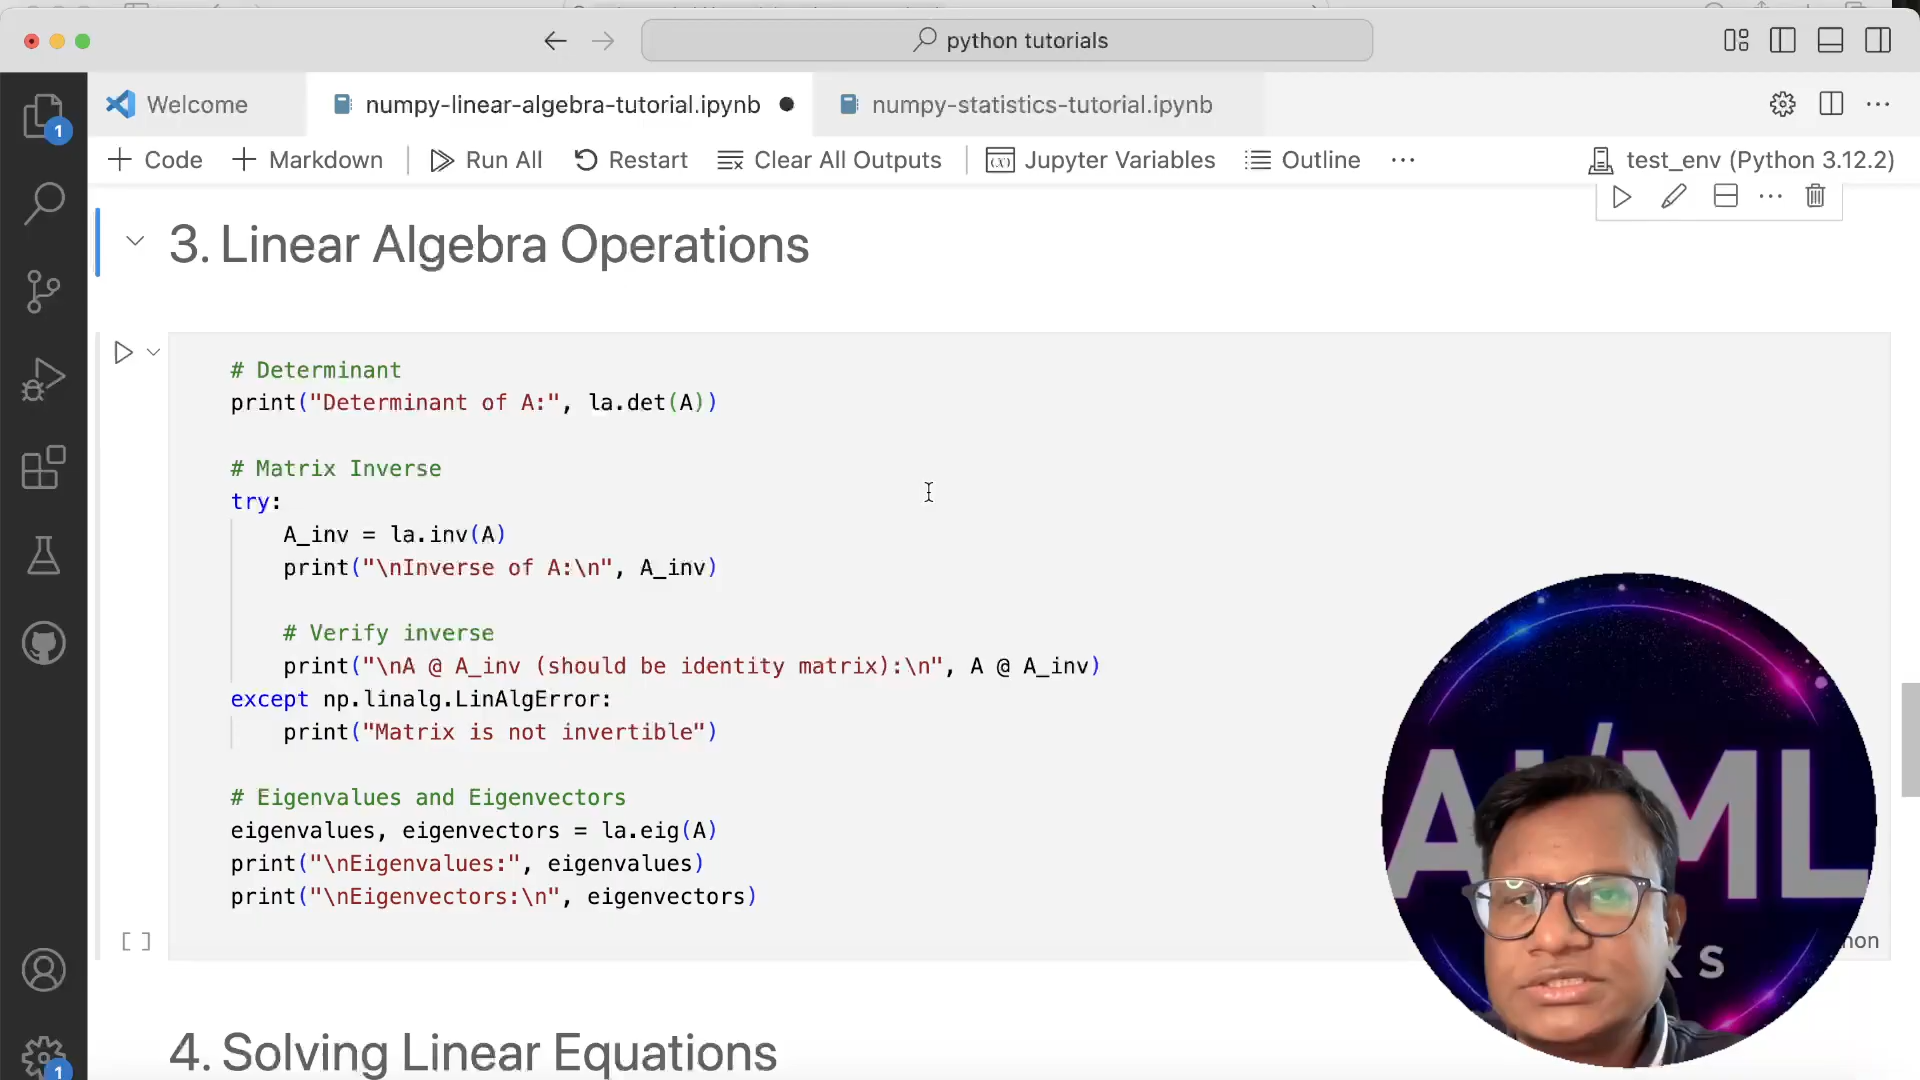 python tutorials
1
Welcome
numpy-linear-algebra-tutorial.ipynb
numpy-statistics-tutorial.ipynb
Code
Markdown
Run All
Restart
Clear All Outputs
Jupyter Variables
Outline
test_env (Python 3.12.2)
3. Linear Algebra Operations
# Determinant
print("Determinant of A:", la.det(A))
# Matrix Inverse
try:
A_inv = la.inv(A)
print("\nInverse of A:\n", A_inv)
# Verify inverse
print("\nA @ A_inv (should be identity matrix):\n", A @ A_inv)
except np.linalg.LinAlgError:
print("Matrix is not invertible")
# Eigenvalues and Eigenvectors
eigenvalues, eigenvectors = la.eig(A)
print("\nEigenvalues:", eigenvalues)
print("\nEigenvectors:\n", eigenvectors)
[ ]
4. Solving Linear Equations
1